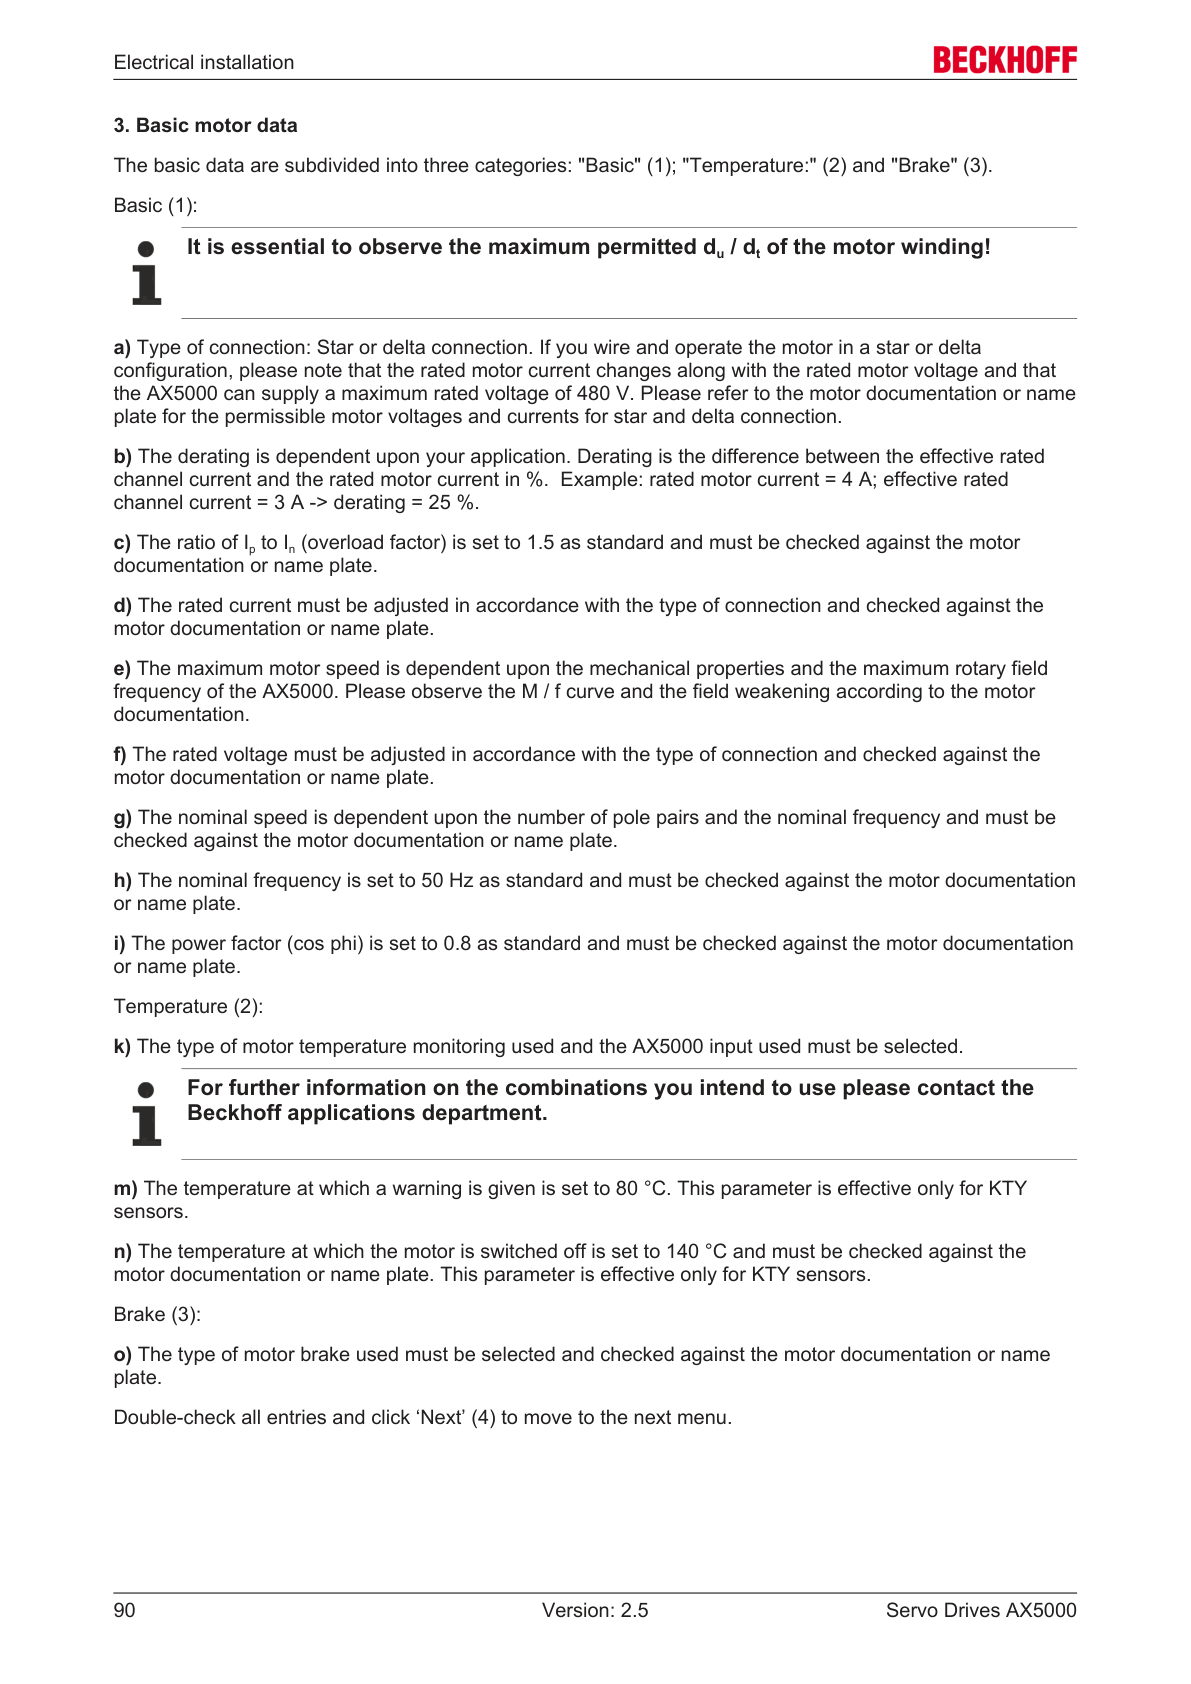 Electrical installation
BECKHOFF
3. Basic motor data
The basic data are subdivided into three categories: "Basic" (1); "Temperature:" (2) and "Brake" (3).
Basic (1):
It is essential to observe the maximum permitted du / dt of the motor winding!
a) Type of connection: Star or delta connection. If you wire and operate the motor in a star or delta
configuration, please note that the rated motor current changes along with the rated motor voltage and that
the AX5000 can supply a maximum rated voltage of 480 V. Please refer to the motor documentation or name
plate for the permissible motor voltages and currents for star and delta connection.
b) The derating is dependent upon your application. Derating is the difference between the effective rated
channel current and the rated motor current in %.  Example: rated motor current = 4 A; effective rated
channel current = 3 A -> derating = 25 %.
c) The ratio of Ip to In (overload factor) is set to 1.5 as standard and must be checked against the motor
documentation or name plate.
d) The rated current must be adjusted in accordance with the type of connection and checked against the
motor documentation or name plate.
e) The maximum motor speed is dependent upon the mechanical properties and the maximum rotary field
frequency of the AX5000. Please observe the M / f curve and the field weakening according to the motor
documentation.
f) The rated voltage must be adjusted in accordance with the type of connection and checked against the
motor documentation or name plate.
g) The nominal speed is dependent upon the number of pole pairs and the nominal frequency and must be
checked against the motor documentation or name plate.
h) The nominal frequency is set to 50 Hz as standard and must be checked against the motor documentation
or name plate.
i) The power factor (cos phi) is set to 0.8 as standard and must be checked against the motor documentation
or name plate.
Temperature (2):
k) The type of motor temperature monitoring used and the AX5000 input used must be selected.
For further information on the combinations you intend to use please contact the
Beckhoff applications department.
m) The temperature at which a warning is given is set to 80 °C. This parameter is effective only for KTY
sensors.
n) The temperature at which the motor is switched off is set to 140 °C and must be checked against the
motor documentation or name plate. This parameter is effective only for KTY sensors.
Brake (3):
o) The type of motor brake used must be selected and checked against the motor documentation or name
plate.
Double-check all entries and click ‘Next’ (4) to move to the next menu.
90 Version: 2.5 Servo Drives AX5000